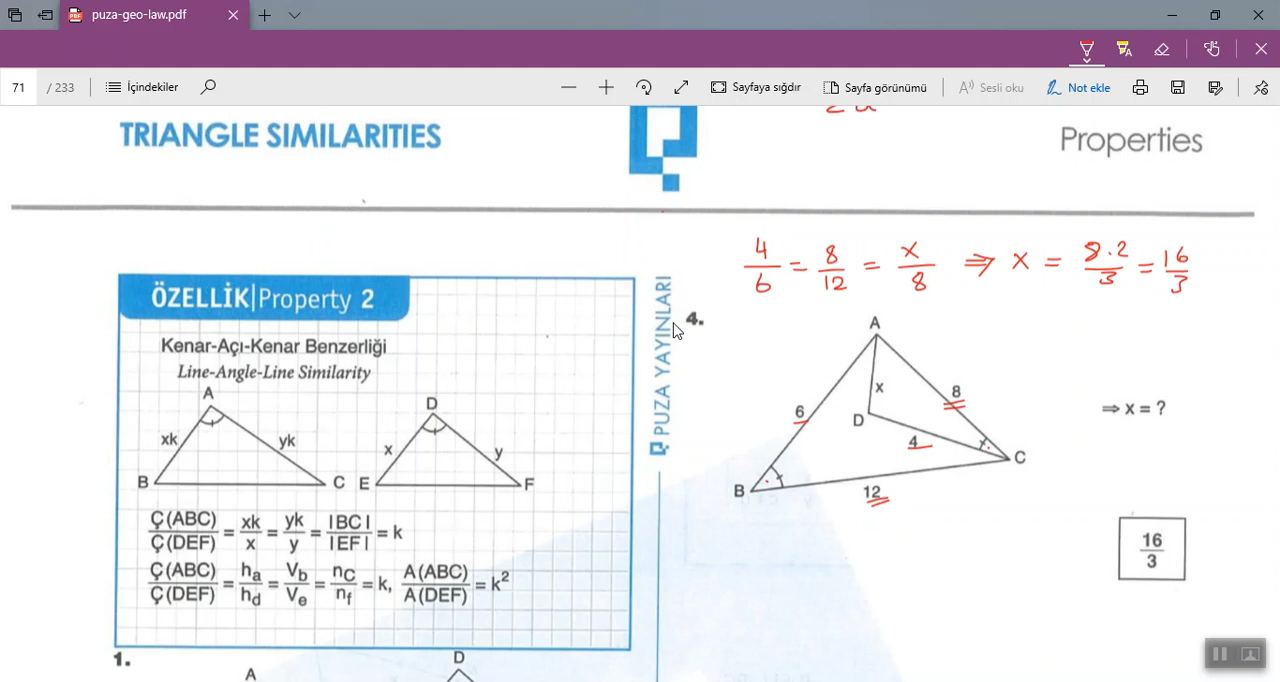 puza-geo-law.pdf
71 / 233
İçindekiler
Sayfaya sığdır
Sayfa görünümü
Sesli oku
Not ekle
TRIANGLE SIMILARITIES
Properties
ÖZELLİK|Property 2
Kenar-Açı-Kenar Benzerliği
Line-Angle-Line Similarity
A
xk
yk
B
C
D
x
y
E
F
Ç(ABC)/Ç(DEF) = xk/x = yk/y = |BC|/|EF| = k
Ç(ABC)/Ç(DEF) = ha/hd = Vb/Ve = nC/nf = k, A(ABC)/A(DEF) = k²
1.
A
D
PUZA YAYINLARI
4/6 = 8/12 = x/8 ⇒ x = 8.2/3 = 16/3
4.
A
6
x
8
D
4
C
B
12
⇒ x = ?
16/3